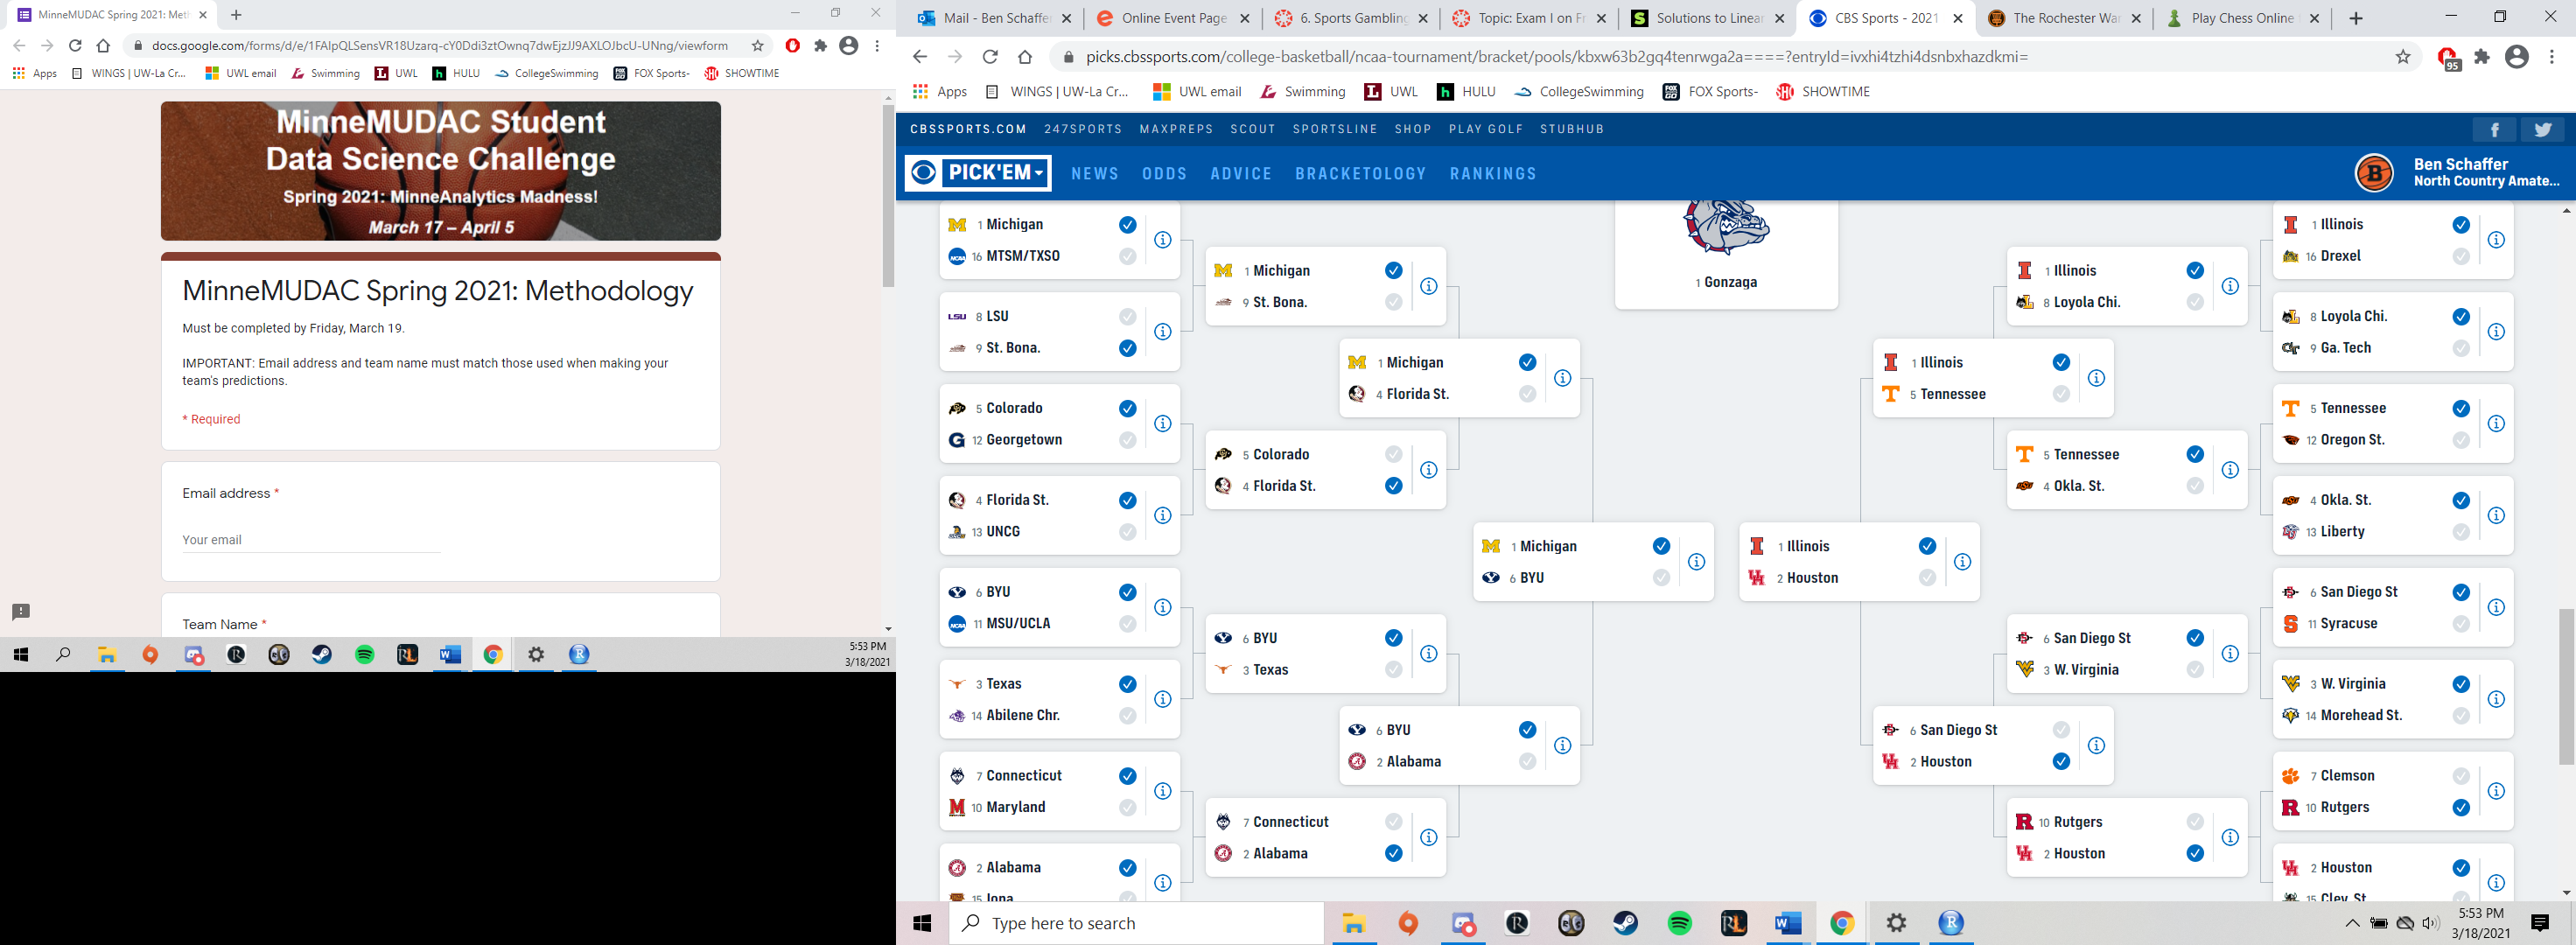 MinneMUDAC Spring 2021: Meth
docs.google.com/forms/d/e/1FAIpQLSensVR18Uzarq-cY0Ddi3ztOwnq7dwEjzJJ9AXLOJbcU-UNng/viewform
Apps WINGS | UW-La Cr... UWL email Swimming UWL HULU CollegeSwimming FOX Sports- SHOWTIME
MinneMUDAC Student
Data Science Challenge
Spring 2021: MinneAnalytics Madness!
March 17 – April 5
MinneMUDAC Spring 2021: Methodology
Must be completed by Friday, March 19.
IMPORTANT: Email address and team name must match those used when making your
team's predictions.
* Required
Email address *
Your email
Team Name *
5:53 PM
3/18/2021
Mail - Ben Schaffer Online Event Page 6. Sports Gambling Topic: Exam I on Fr Solutions to Linear CBS Sports - 2021 The Rochester War Play Chess Online
picks.cbssports.com/college-basketball/ncaa-tournament/bracket/pools/kbxw63b2gq4tenrwga2a====?entryId=ivxhi4tzhi4dsnbxhazdkmi=
95
Apps WINGS | UW-La Cr... UWL email Swimming UWL HULU CollegeSwimming FOX Sports- SHOWTIME
CBSSPORTS.COM 247SPORTS MAXPREPS SCOUT SPORTSLINE SHOP PLAY GOLF STUBHUB
PICK'EM NEWS ODDS ADVICE BRACKETOLOGY RANKINGS
Ben Schaffer
North Country Amate...
1 Michigan
16 MTSM/TXSO
8 LSU
9 St. Bona.
5 Colorado
12 Georgetown
4 Florida St.
13 UNCG
6 BYU
11 MSU/UCLA
3 Texas
14 Abilene Chr.
7 Connecticut
10 Maryland
2 Alabama
15 Iona
1 Michigan
9 St. Bona.
5 Colorado
4 Florida St.
6 BYU
3 Texas
7 Connecticut
2 Alabama
1 Michigan
4 Florida St.
6 BYU
2 Alabama
1 Michigan
6 BYU
1 Gonzaga
1 Illinois
2 Houston
1 Illinois
5 Tennessee
6 San Diego St
2 Houston
1 Illinois
8 Loyola Chi.
5 Tennessee
4 Okla. St.
6 San Diego St
3 W. Virginia
10 Rutgers
2 Houston
1 Illinois
16 Drexel
8 Loyola Chi.
9 Ga. Tech
5 Tennessee
12 Oregon St.
4 Okla. St.
13 Liberty
6 San Diego St
11 Syracuse
3 W. Virginia
14 Morehead St.
7 Clemson
10 Rutgers
2 Houston
15 Clev. St.
Type here to search
5:53 PM
3/18/2021